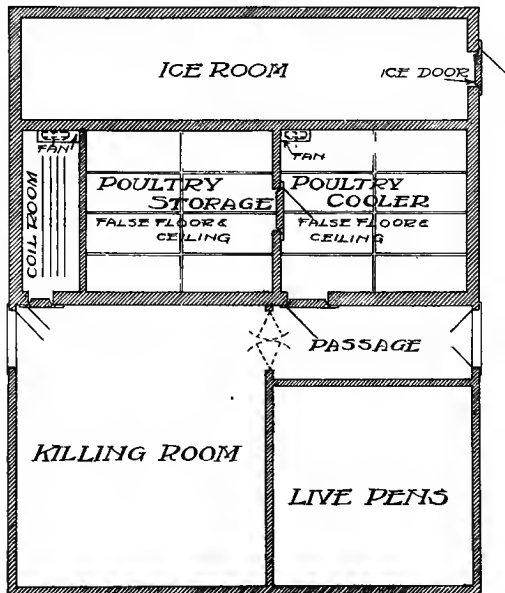 ICE ROOM
ICE DOOR
FAN
FAN
COIL ROOM
POULTRY
STORAGE
FALSE FLOOR &
CEILING
POULTRY
COOLER
FALSE FLOOR &
CEILING
PASSAGE
KILLING ROOM
LIVE PENS